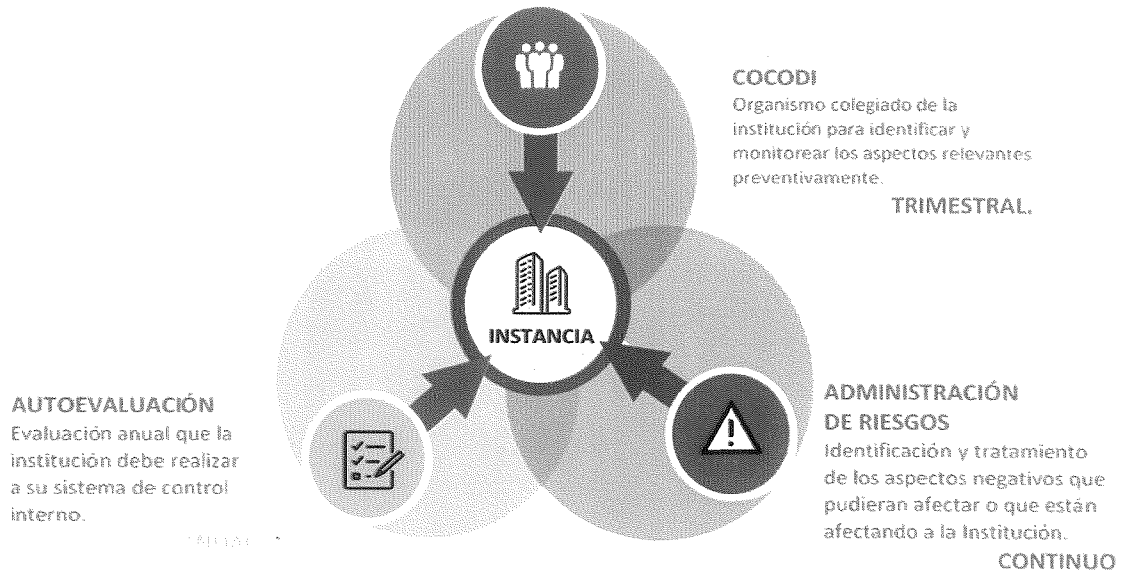 COCODI
Organismo colegiado de la
institución para identificar y
monitorear los aspectos relevantes
preventivamente.
TRIMESTRAL.
INSTANCIA
AUTOEVALUACIÓN
Evaluación anual que la
institución debe realizar
a su sistema de control
interno.
ADMINISTRACIÓN
DE RIESGOS
Identificación y tratamiento
de los aspectos negativos que
pudieran afectar o que están
afectando a la Institución.
CONTINUO